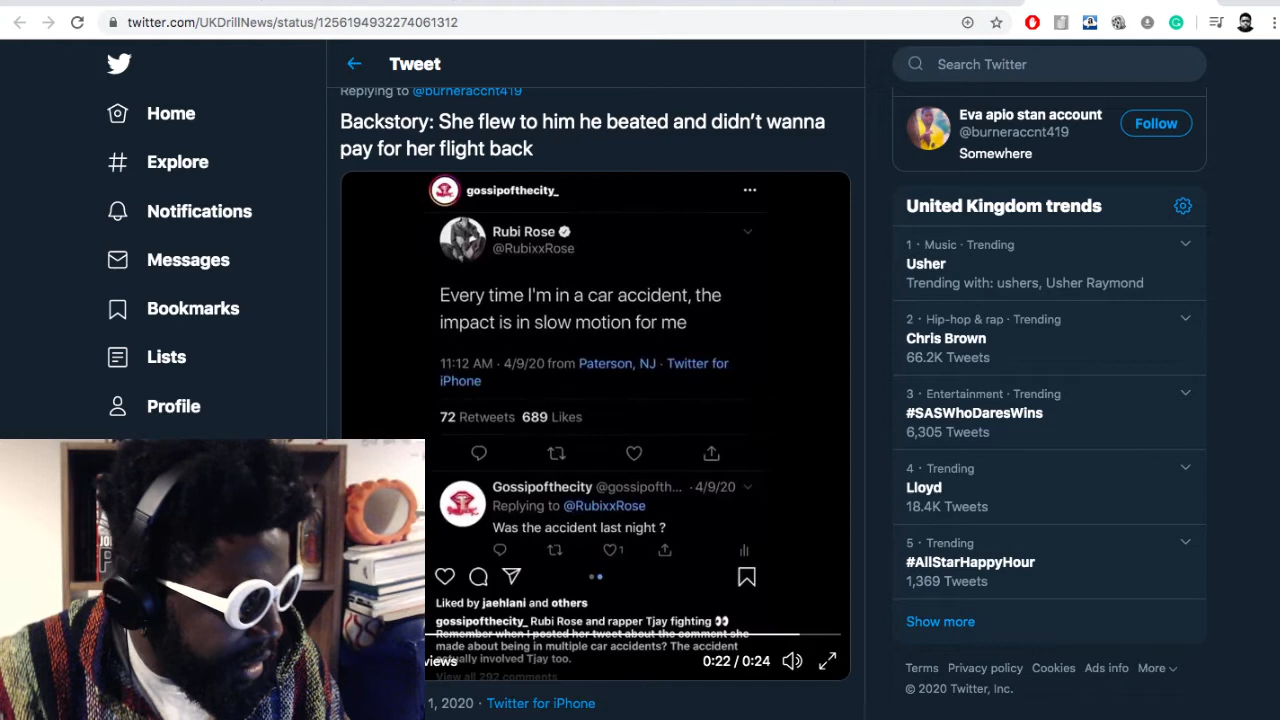 twitter.com/UKDrillNews/status/1256194932274061312
Home
Explore
Notifications
Messages
Bookmarks
Lists
Profile
Tweet
Replying to @burneraccnt419
Backstory: She flew to him he beated and didn't wanna
pay for her flight back
gossipofthecity_
Rubi Rose
@RubixxRose
Every time I'm in a car accident, the
impact is in slow motion for me
11:12 AM · 4/9/20 from Paterson, NJ · Twitter for
iPhone
72 Retweets 689 Likes
Gossipofthecity @gossipofth... · 4/9/20
Replying to @RubixxRose
Was the accident last night ?
1
Liked by jaehlani and others
gossipofthecity_ Rubi Rose and rapper Tjay fighting 👀
Remember when I posted her tweet about the comment she
made about being in multiple car accidents? The accident
actually involved Tjay too.
View all 292 comments
views
0:22 / 0:24
1, 2020 · Twitter for iPhone
Search Twitter
Eva apio stan account
@burneraccnt419
Follow
Somewhere
United Kingdom trends
1 · Music · Trending
Usher
Trending with: ushers, Usher Raymond
2 · Hip-hop & rap · Trending
Chris Brown
66.2K Tweets
3 · Entertainment · Trending
#SASWhoDaresWins
6,305 Tweets
4 · Trending
Lloyd
18.4K Tweets
5 · Trending
#AllStarHappyHour
1,369 Tweets
Show more
Terms Privacy policy Cookies Ads info More
© 2020 Twitter, Inc.